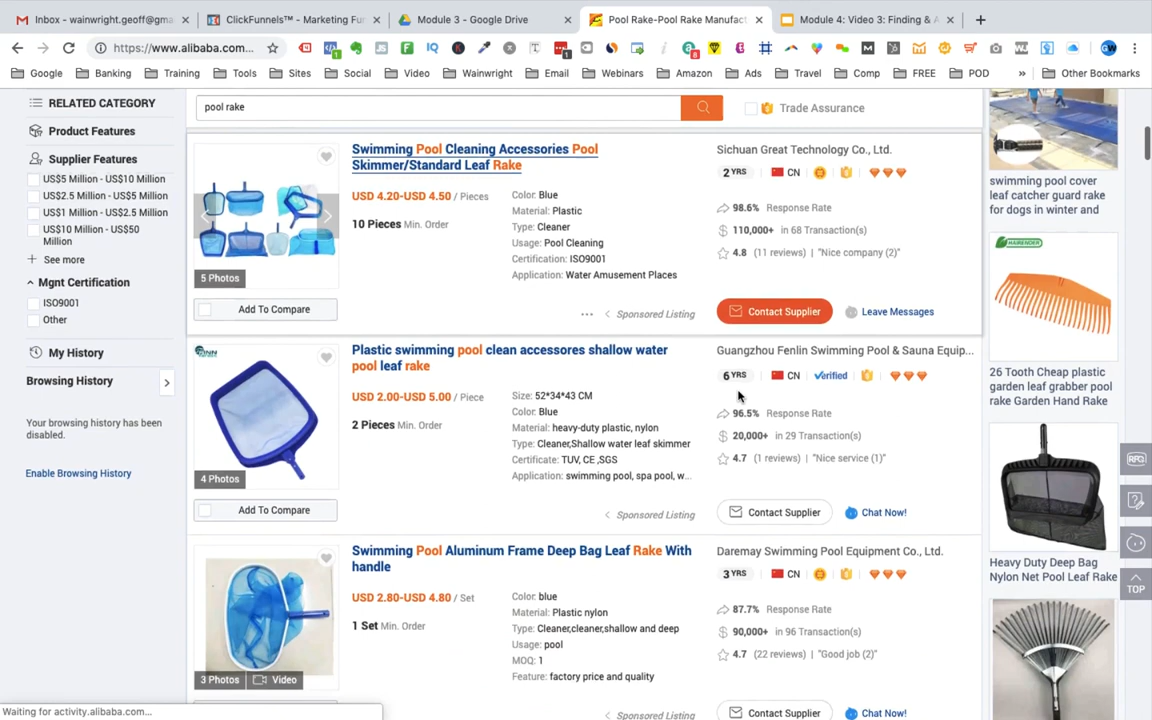 Inbox - wainwright.geoff@gma
ClickFunnels™ - Marketing Fu
Module 3 - Google Drive
Pool Rake-Pool Rake Manufact
Module 4: Video 3: Finding & A
https://www.alibaba.com...
Google
Banking
Training
Tools
Sites
Social
Video
Wainwright
Email
Webinars
Amazon
Ads
Travel
Comp
FREE
POD
»
Other Bookmarks
RELATED CATEGORY
Product Features
Supplier Features
US$5 Million - US$10 Million
US$2.5 Million - US$5 Million
US$1 Million - US$2.5 Million
US$10 Million - US$50
Million
See more
Mgnt Certification
ISO9001
Other
My History
Browsing History
Your browsing history has been
disabled.
Enable Browsing History
pool rake
Trade Assurance
Swimming Pool Cleaning Accessories Pool
Skimmer/Standard Leaf Rake
USD 4.20-USD 4.50 / Pieces
10 Pieces Min. Order
Color: Blue
Material: Plastic
Type: Cleaner
Usage: Pool Cleaning
Certification: ISO9001
Application: Water Amusement Places
5 Photos
Add To Compare
Sponsored Listing
Sichuan Great Technology Co., Ltd.
2 YRS CN
98.6% Response Rate
110,000+ in 68 Transaction(s)
4.8 (11 reviews) | "Nice company (2)"
Contact Supplier
Leave Messages
Plastic swimming pool clean accessores shallow water
pool leaf rake
USD 2.00-USD 5.00 / Piece
2 Pieces Min. Order
Size: 52*34*43 CM
Color: Blue
Material: heavy-duty plastic, nylon
Type: Cleaner,Shallow water leaf skimmer
Certificate: TUV, CE ,SGS
Application: swimming pool, spa pool, w...
4 Photos
Add To Compare
Sponsored Listing
Guangzhou Fenlin Swimming Pool & Sauna Equip...
6 YRS CN Verified
96.5% Response Rate
20,000+ in 29 Transaction(s)
4.7 (1 reviews) | "Nice service (1)"
Contact Supplier
Chat Now!
Swimming Pool Aluminum Frame Deep Bag Leaf Rake With
handle
USD 2.80-USD 4.80 / Set
1 Set Min. Order
Color: blue
Material: Plastic nylon
Type: Cleaner,cleaner,shallow and deep
Usage: pool
MOQ: 1
Feature: factory price and quality
3 Photos Video
Sponsored Listing
Daremay Swimming Pool Equipment Co., Ltd.
3 YRS CN
87.7% Response Rate
90,000+ in 96 Transaction(s)
4.7 (22 reviews) | "Good job (2)"
Contact Supplier
Chat Now!
swimming pool cover
leaf catcher guard rake
for dogs in winter and
26 Tooth Cheap plastic
garden leaf grabber pool
rake Garden Hand Rake
Heavy Duty Deep Bag
Nylon Net Pool Leaf Rake
RFQ
TOP
Waiting for activity.alibaba.com...